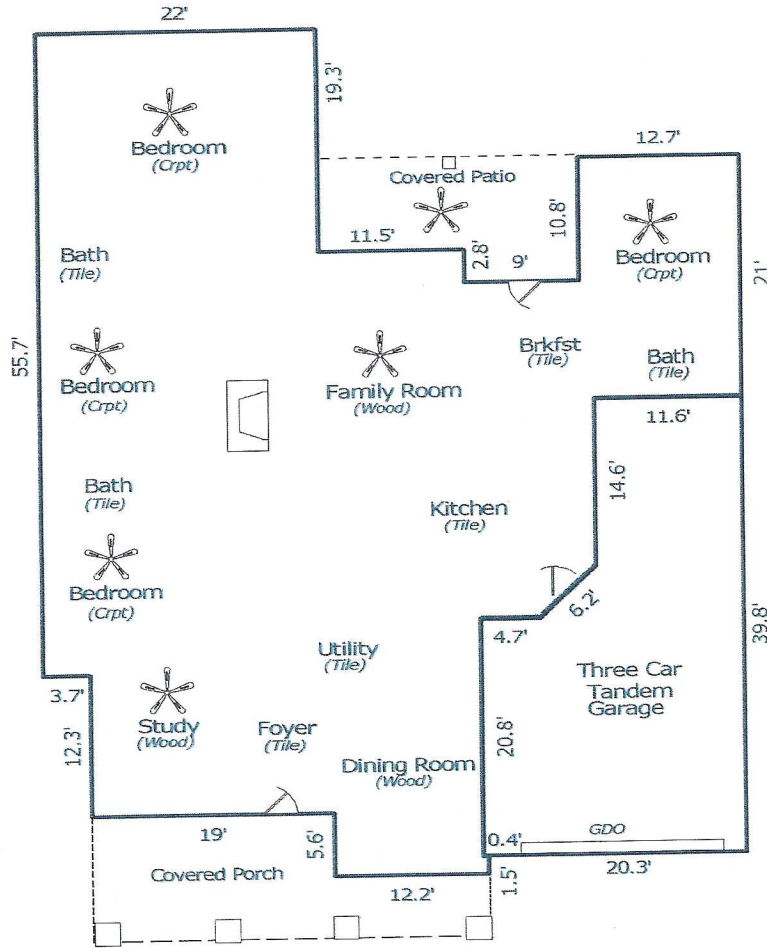 22'
19.3'
12.7'
Bedroom
(Crpt)
Covered Patio
10.8'
11.5'
2.8'
9'
Bedroom
(Crpt)
21'
Bath
(Tile)
55.7'
Bedroom
(Crpt)
Family Room
(Wood)
Brkfst
(Tile)
Bath
(Tile)
11.6'
14.6'
Bath
(Tile)
Kitchen
(Tile)
Bedroom
(Crpt)
6.2'
4.7'
39.8'
Utility
(Tile)
Three Car
Tandem
Garage
3.7'
12.3'
Study
(Wood)
Foyer
(Tile)
20.8'
Dining Room
(Wood)
19'
5.6'
0.4'
GDO
20.3'
Covered Porch
12.2'
1.5'